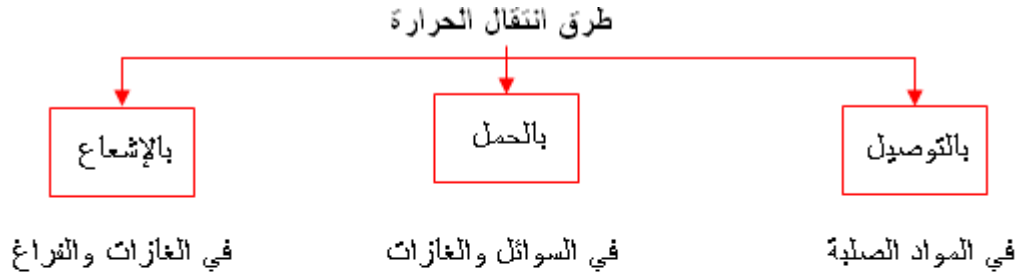 طرق انتقال الحرارة
بالتوصيل
بالحمل
بالإشعاع
في المواد الصلبة
في السوائل والغازات
في الغازات والفراغ